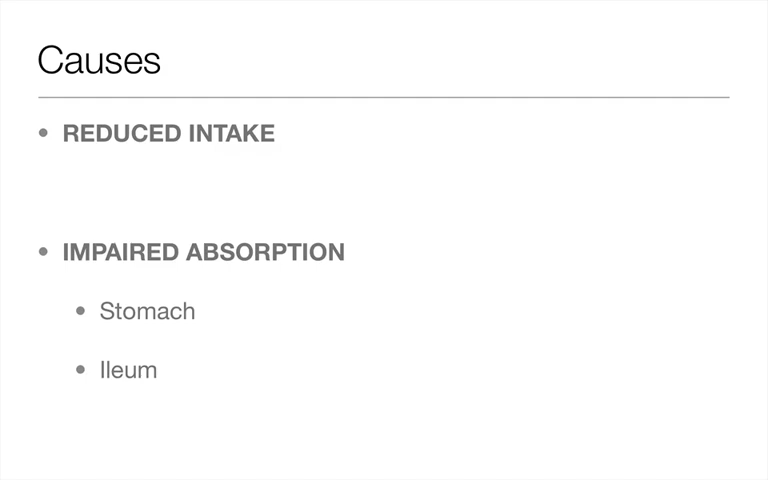 Causes
• REDUCED INTAKE
• IMPAIRED ABSORPTION
• Stomach
• Ileum